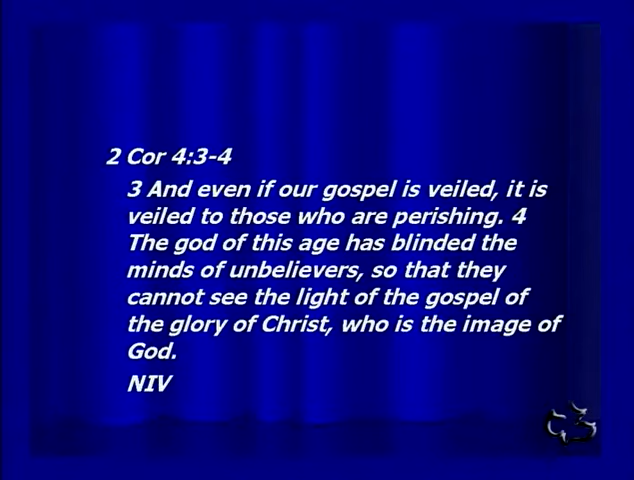 2 Cor 4:3-4
3 And even if our gospel is veiled, it is
veiled to those who are perishing. 4
The god of this age has blinded the
minds of unbelievers, so that they
cannot see the light of the gospel of
the glory of Christ, who is the image of
God.
NIV